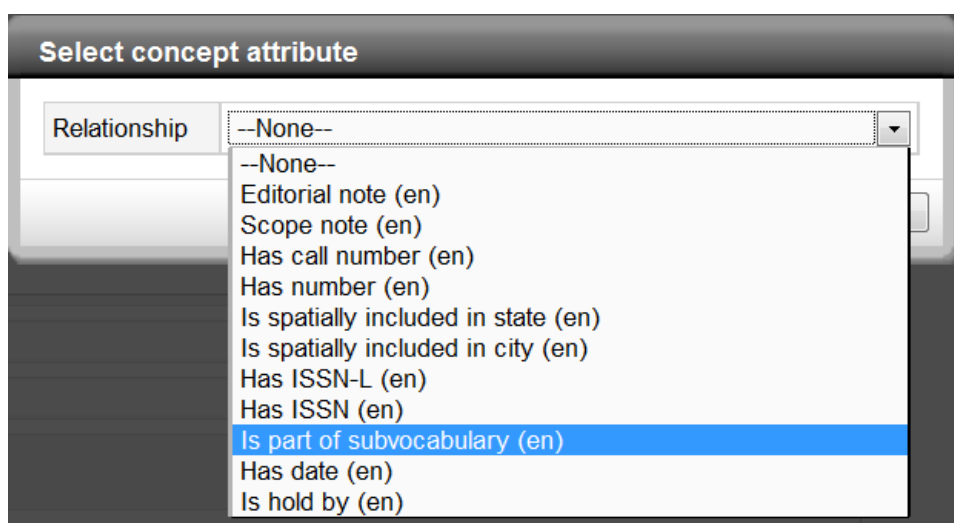 Select concept attribute
Relationship --None--
--None--
Editorial note (en)
Scope note (en)
Has call number (en)
Has number (en)
Is spatially included in state (en)
Is spatially included in city (en)
Has ISSN-L (en)
Has ISSN (en)
Is part of subvocabulary (en)
Has date (en)
Is hold by (en)